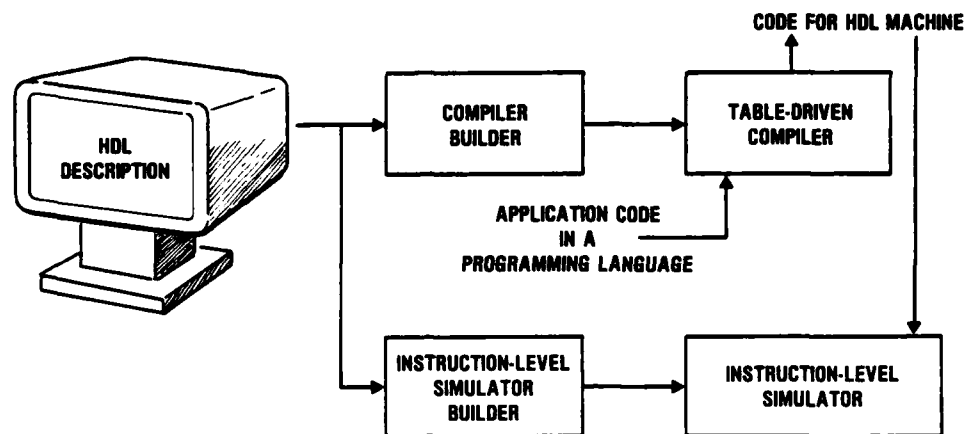 CODE FOR HDL MACHINE
HDL
DESCRIPTION
COMPILER
BUILDER
TABLE-DRIVEN
COMPILER
APPLICATION CODE
IN A
PROGRAMMING LANGUAGE
INSTRUCTION-LEVEL
SIMULATOR
BUILDER
INSTRUCTION-LEVEL
SIMULATOR